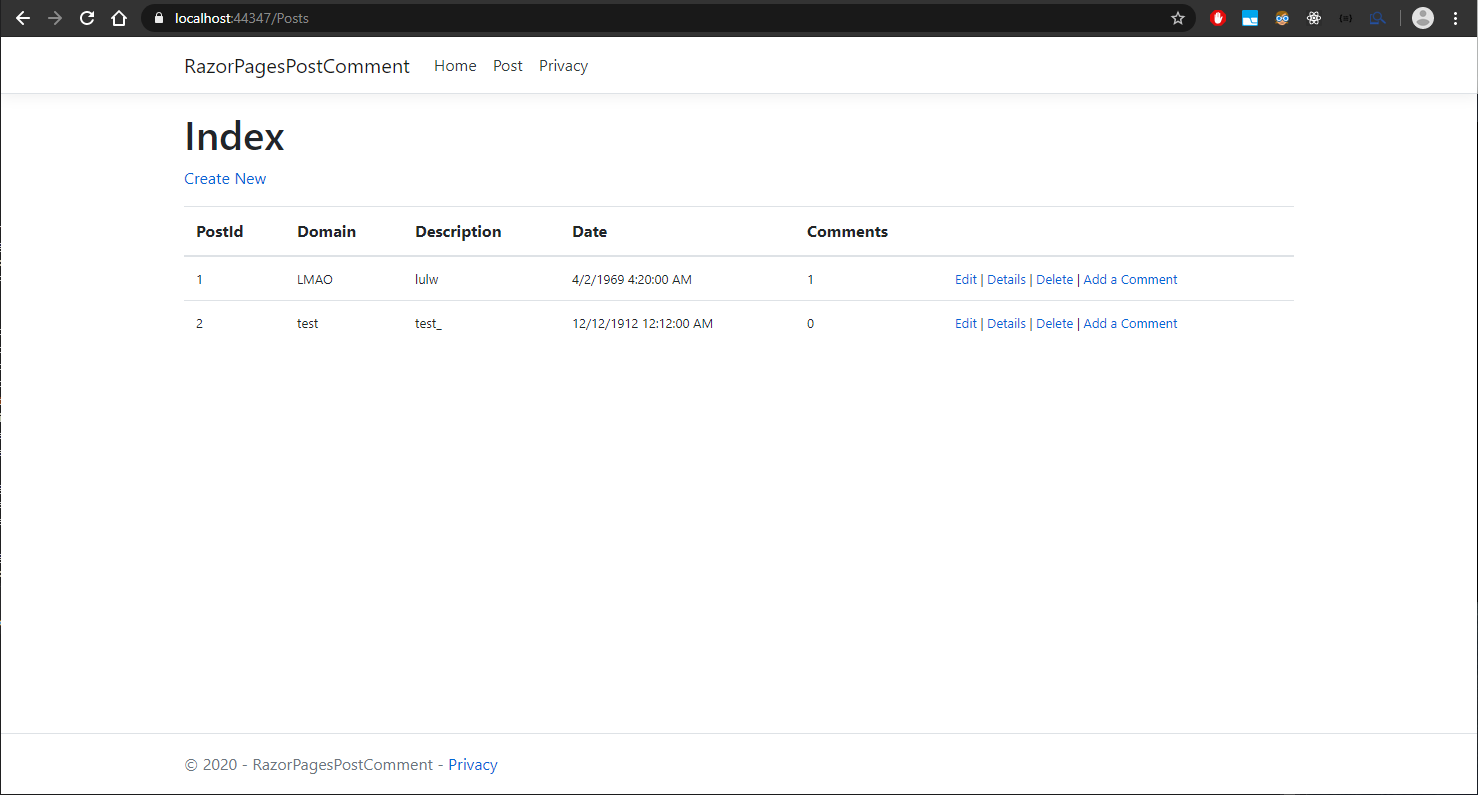 localhost:44347/Posts
RazorPagesPostComment Home Post Privacy
Index
Create New
PostId Domain Description Date Comments
1 LMAO lulw 4/2/1969 4:20:00 AM 1 Edit | Details | Delete | Add a Comment
2 test test_ 12/12/1912 12:12:00 AM 0 Edit | Details | Delete | Add a Comment
© 2020 - RazorPagesPostComment - Privacy